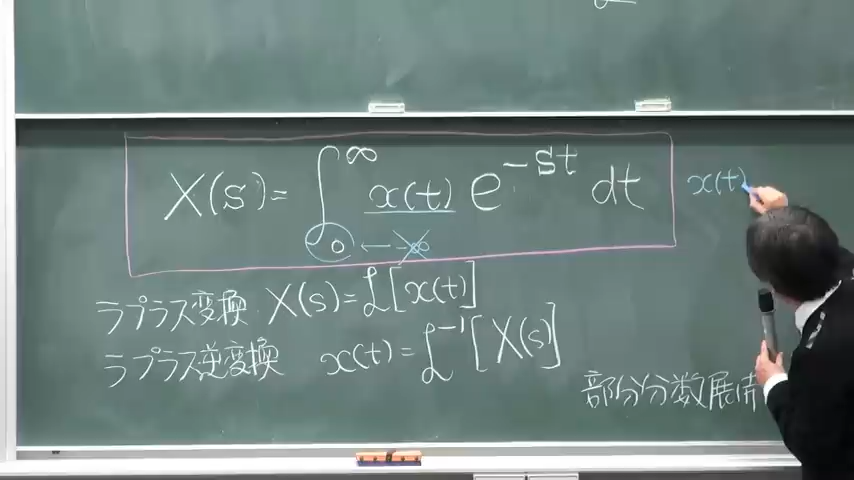 X(s) = ∫₀^∞ x(t) e^{-st} dt
0 ← -∞
x(t)
ラプラス変換 X(s) = ℒ[x(t)]
ラプラス逆変換 x(t) = ℒ⁻¹[X(s)]
部分分数展開